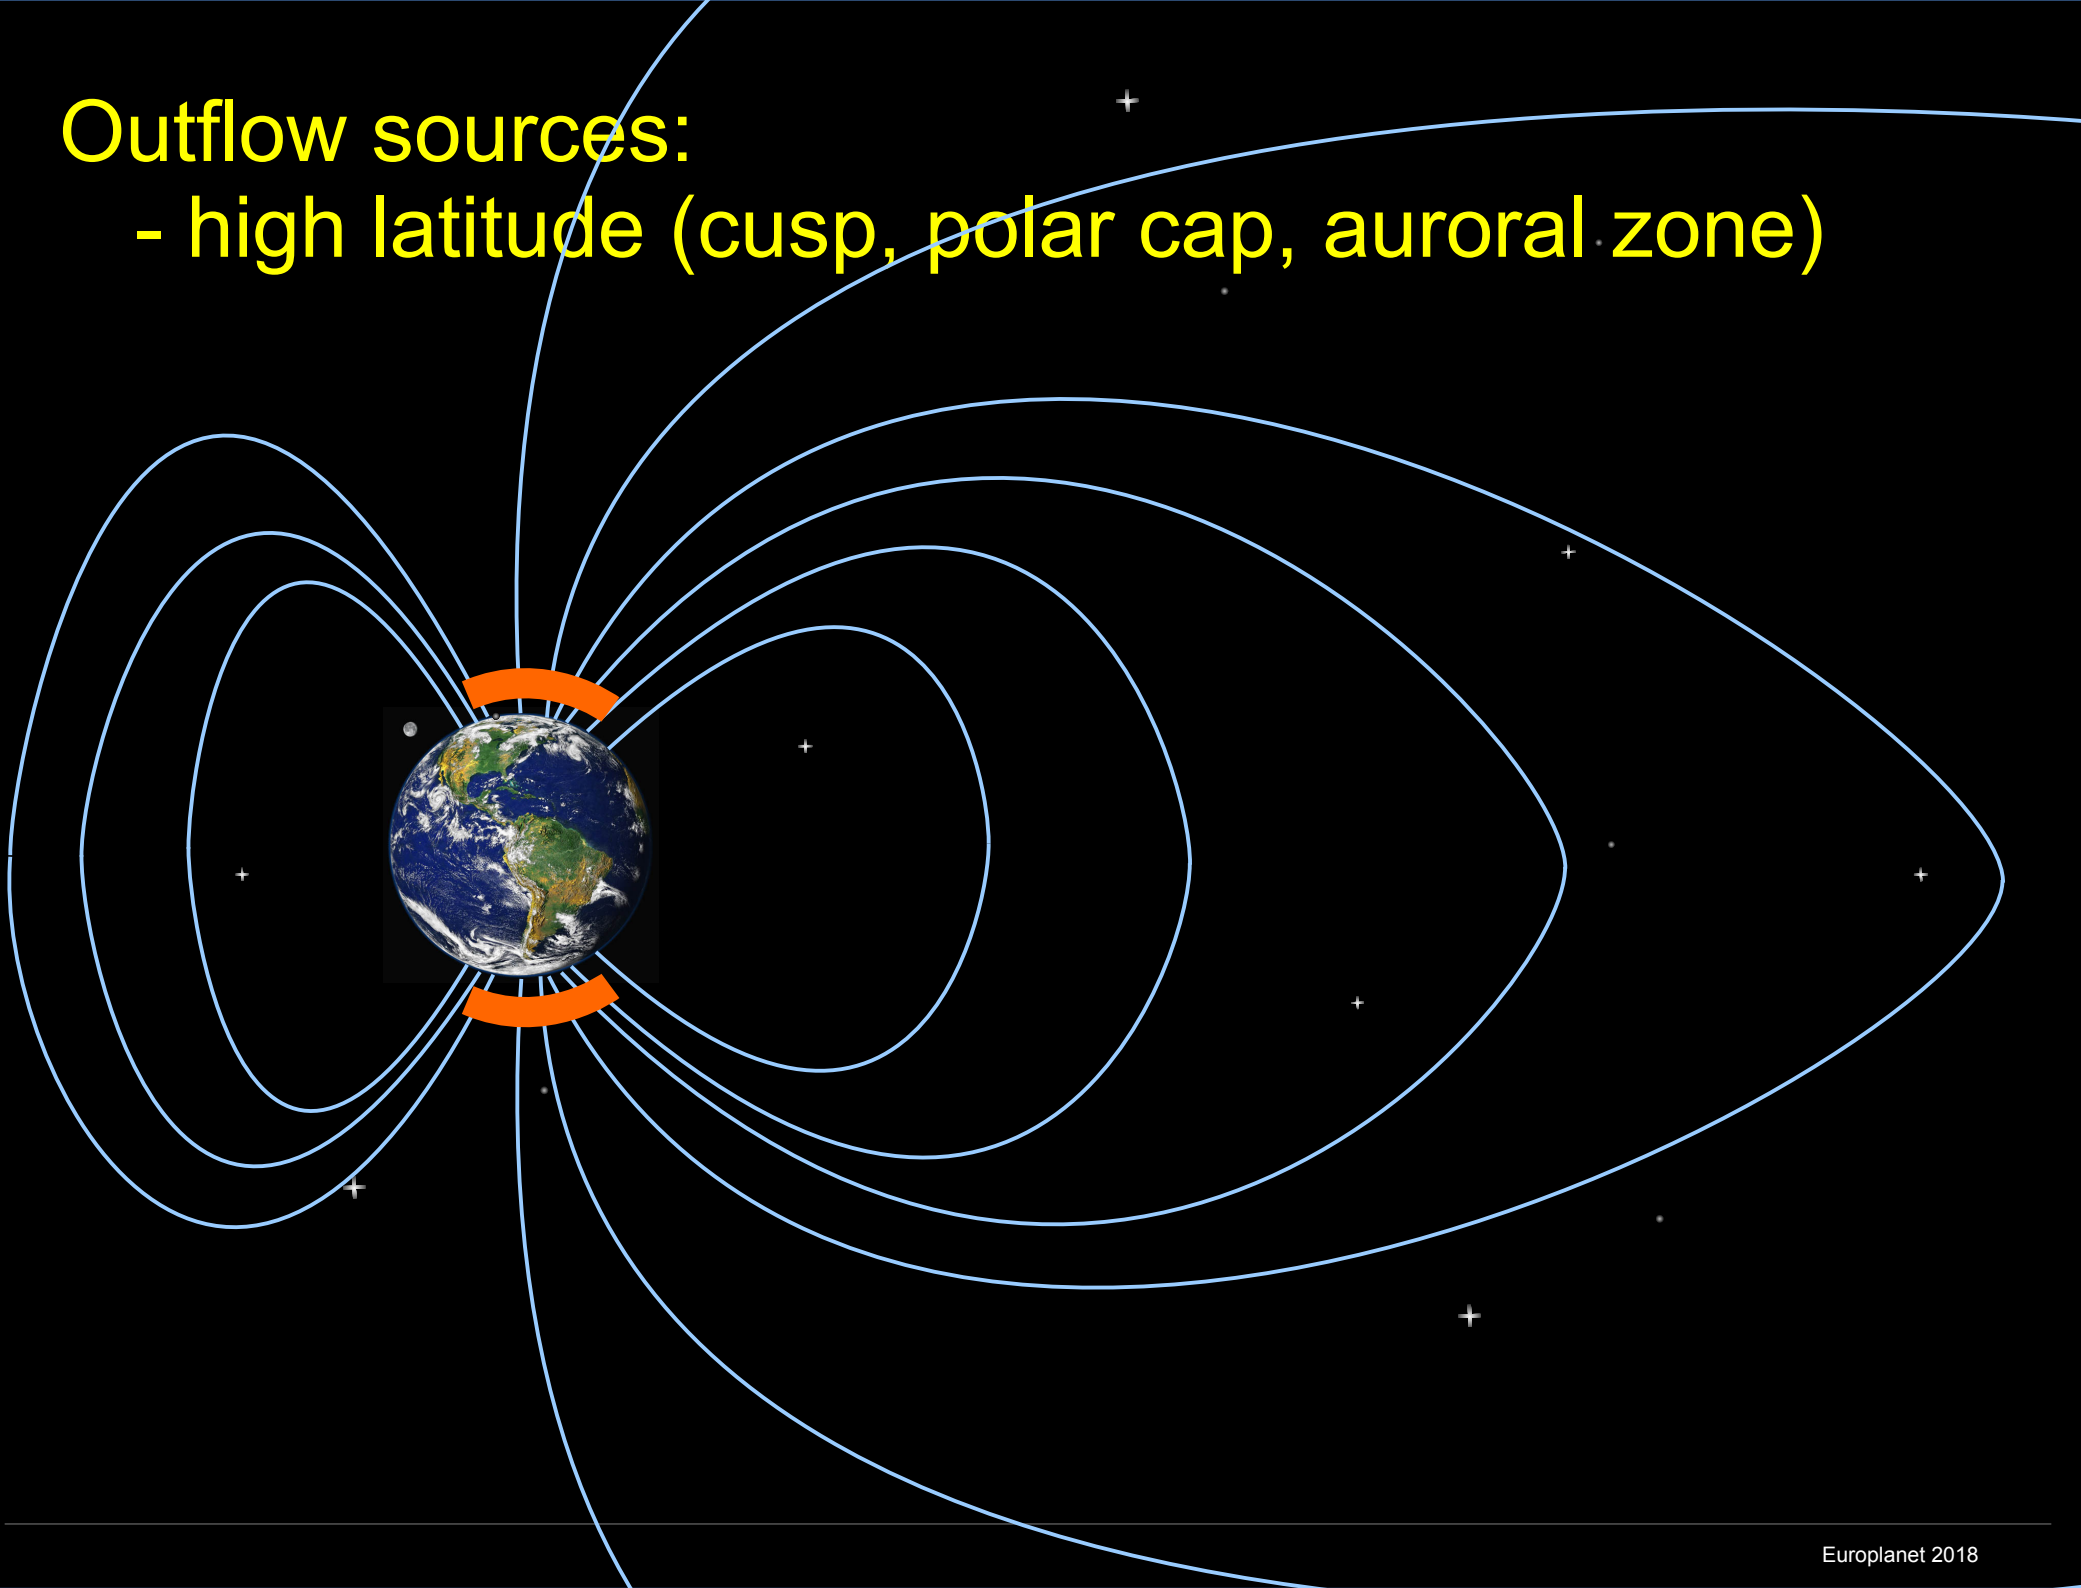 Outflow sources:
- high latitude (cusp, polar cap, auroral zone)
Europlanet 2018